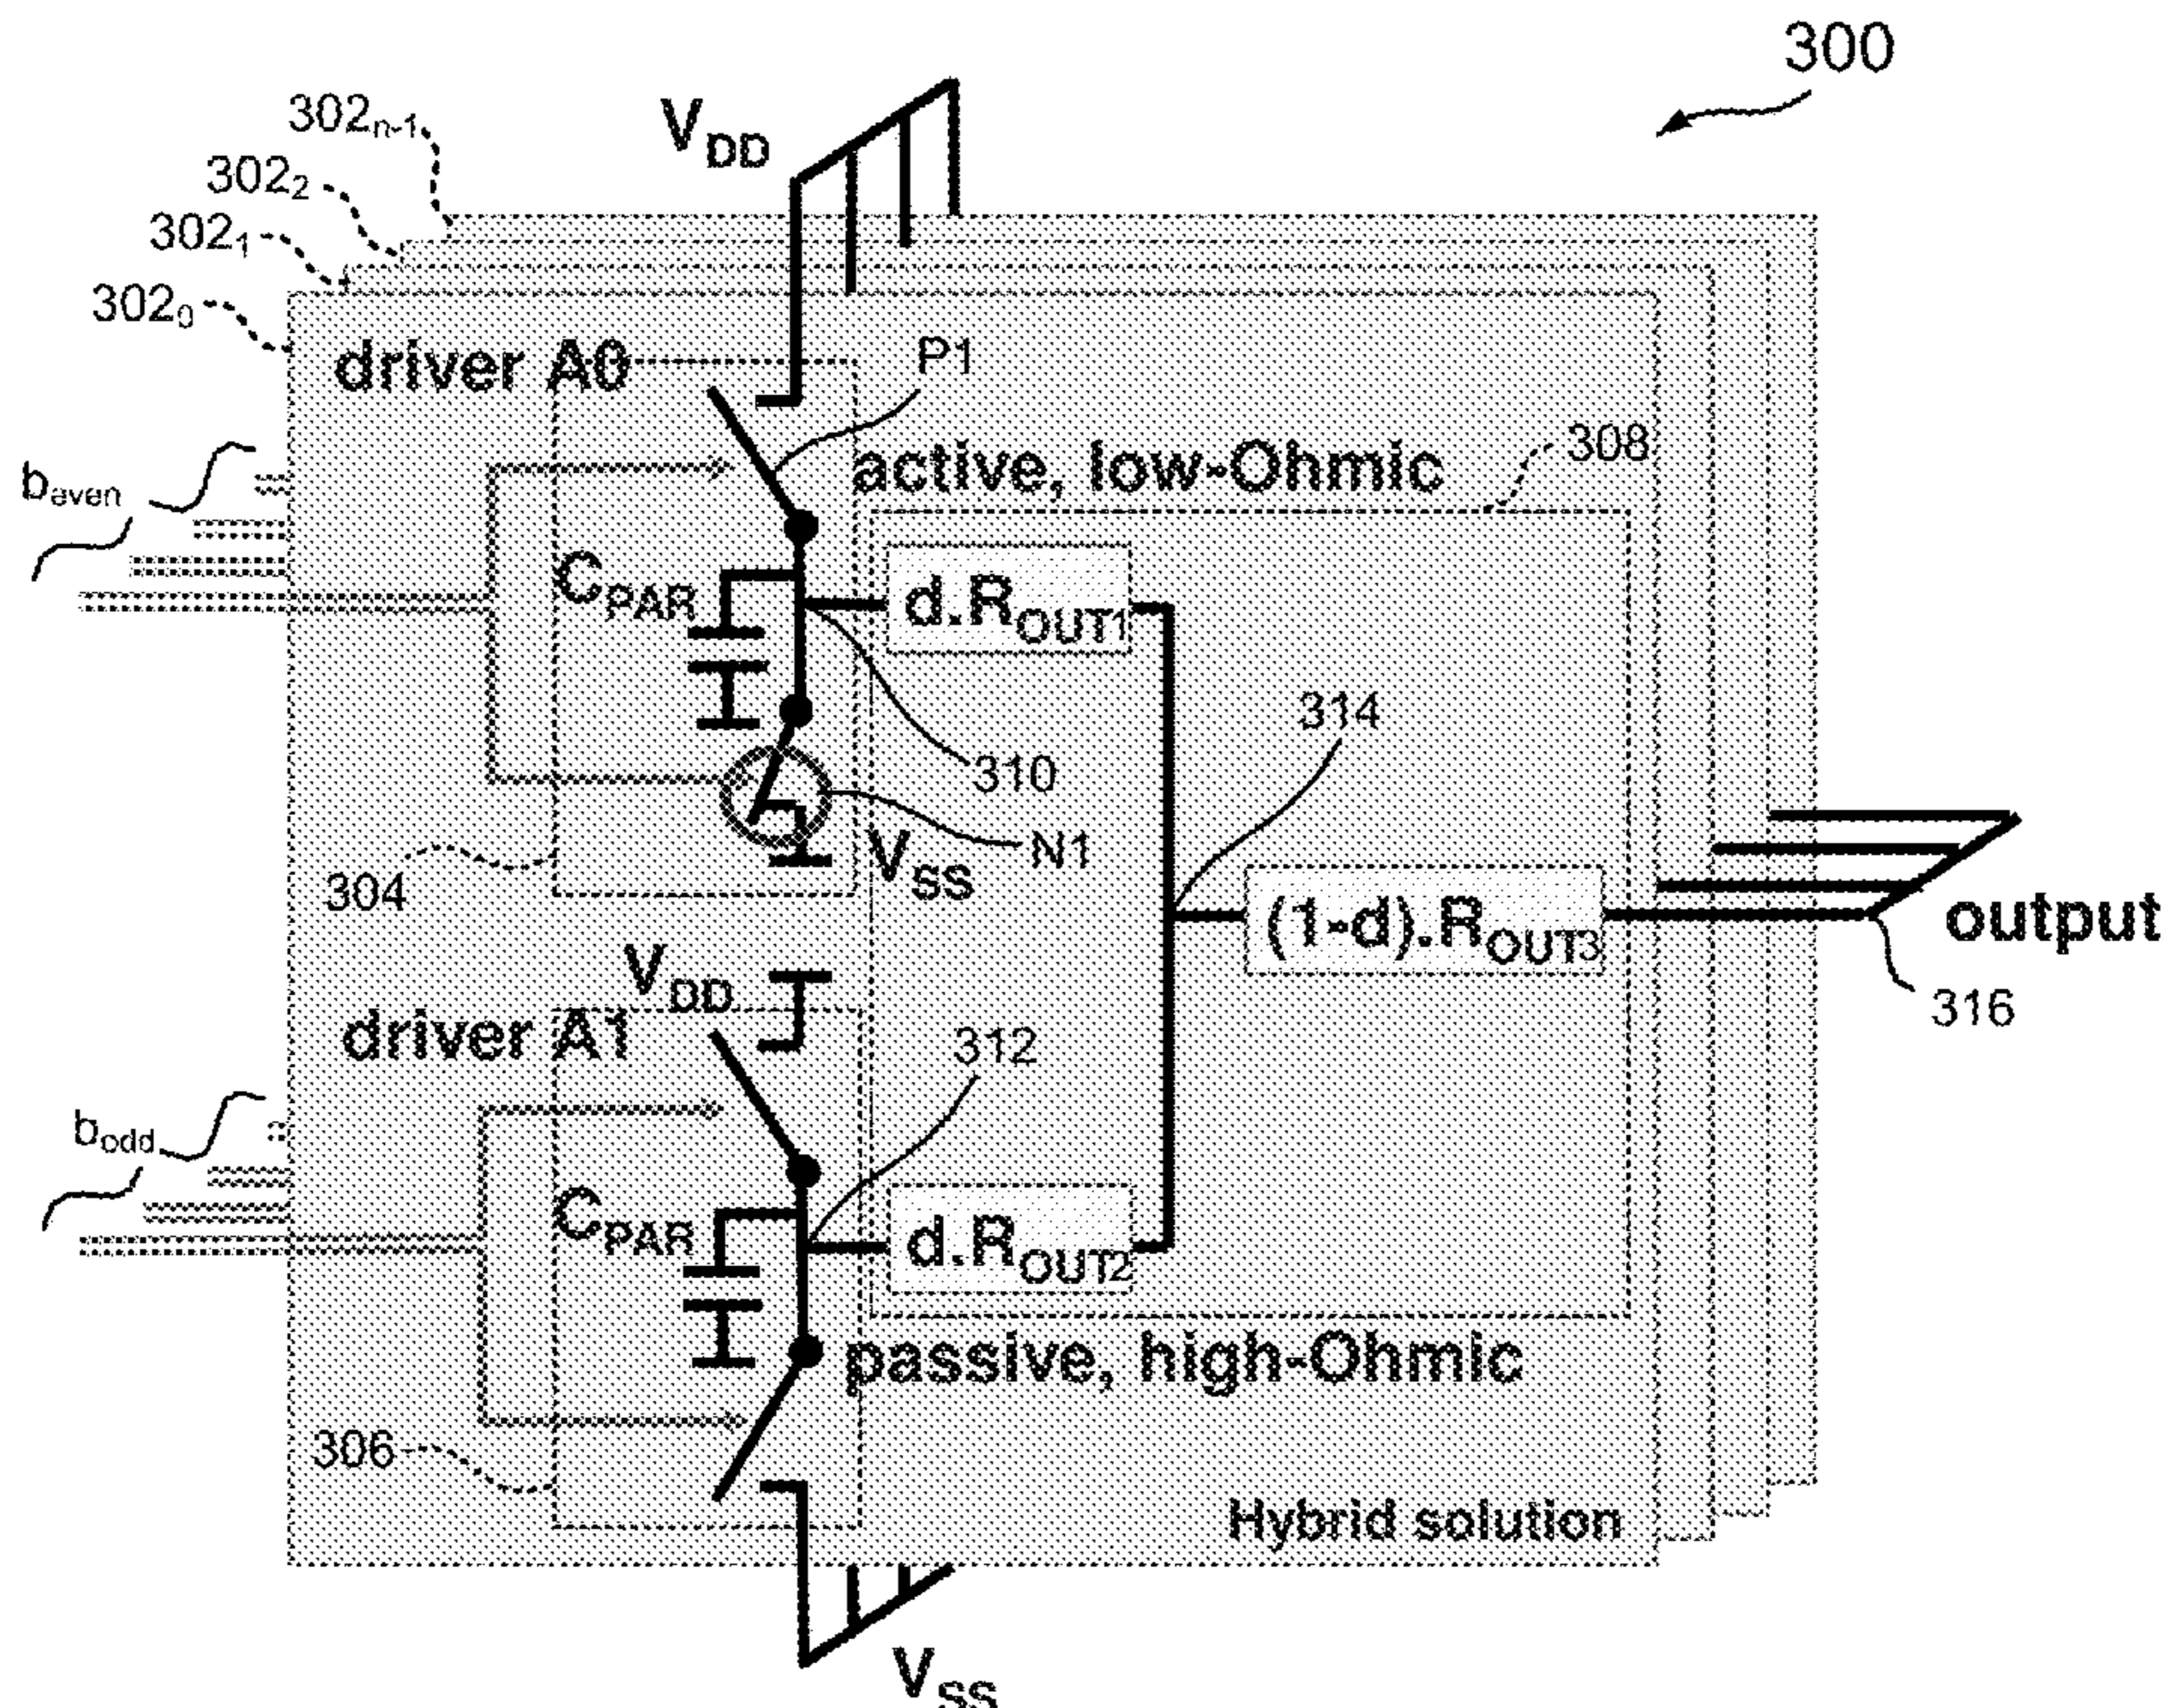 300
302n-1
VDD
3022
3021
3020
driver A0
P1
active, low-Ohmic
308
beven
CPAR
d.ROUT1
314
310
N1
VSS
304
(1-d).ROUT3
output
VDD
316
driver A1
312
bodd
CPAR
d.ROUT2
passive, high-Ohmic
306
Hybrid solution
VSS